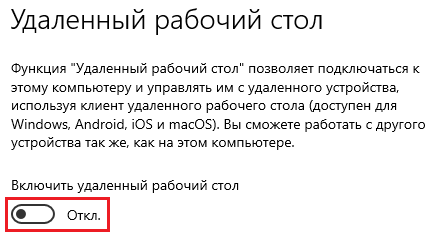 Удаленный рабочий стол
Функция "Удаленный рабочий стол" позволяет подключаться к
этому компьютеру и управлять им с удаленного устройства,
используя клиент удаленного рабочего стола (доступен для
Windows, Android, iOS и macOS). Вы сможете работать с другого
устройства так же, как на этом компьютере.
Включить удаленный рабочий стол
Откл.